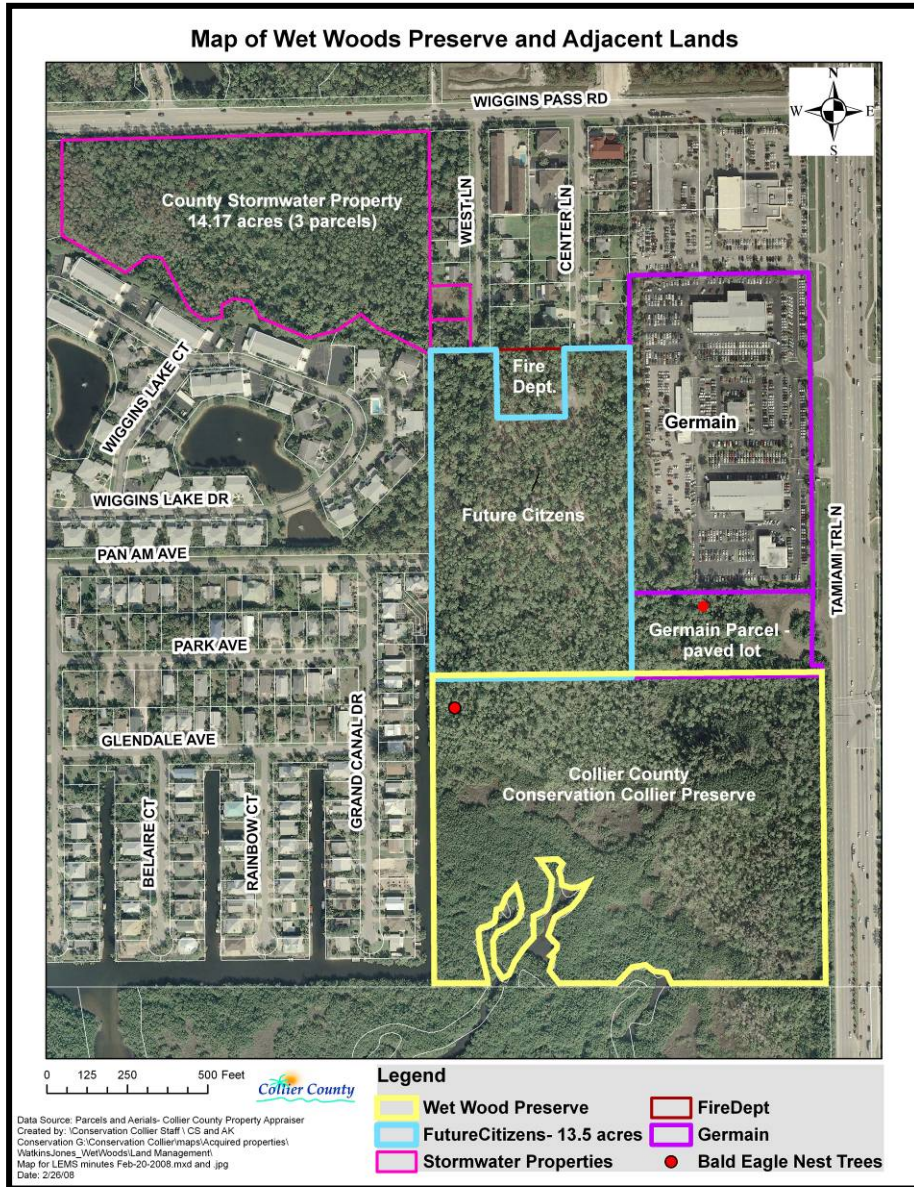 Map of Wet Woods Preserve and Adjacent Lands
WIGGINS PASS RD
N
W E
S
County Stormwater Property
14.17 acres (3 parcels)
WEST LN
CENTER LN
WIGGINS LAKE CT
Fire
Dept.
Germain
WIGGINS LAKE DR
Future Citzens
PAN AM AVE
TAMIAMI TRL N
Germain Parcel -
paved lot
PARK AVE
GLENDALE AVE
GRAND CANAL DR
Collier County
Conservation Collier Preserve
BELAIRE CT
RAINBOW CT
0 125 250 500 Feet
Collier County
Data Source: Parcels and Aerials- Collier County Property Appraiser
Created by: \Conservation Collier Staff \ CS and AK
Conservation G:\Conservation Collier\maps\Acquired properties\
WatkinsJones_WetWoods\Land Management\
Map for LEMS minutes Feb-20-2008.mxd and .jpg
Date: 2/26/08
Legend
Wet Wood Preserve
FutureCitizens- 13.5 acres
Stormwater Properties
FireDept
Germain
Bald Eagle Nest Trees